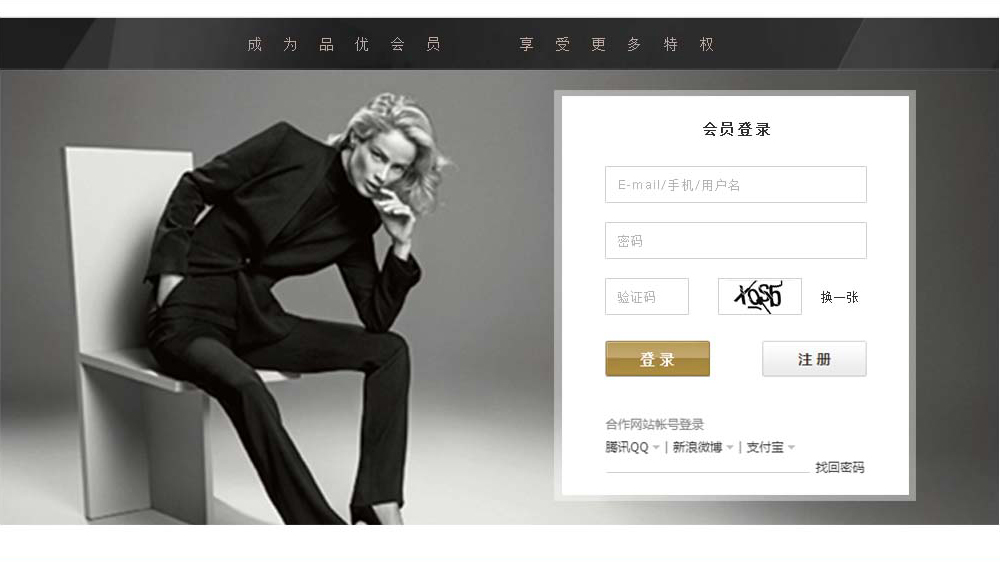 成为品优会员 享受更多特权
会员登录
E-mail/手机/用户名
密码
验证码 换一张
登录 注册
合作网站帐号登录
腾讯QQ | 新浪微博 | 支付宝
找回密码